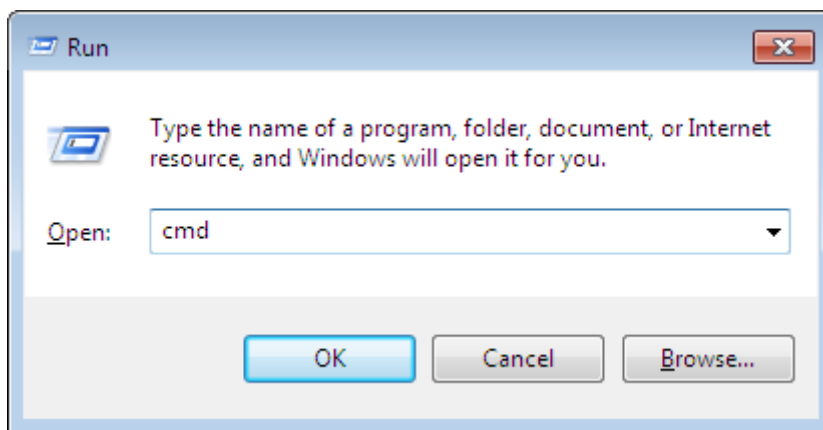 Run
Type the name of a program, folder, document, or Internet
resource, and Windows will open it for you.
Open: cmd
OK Cancel Browse...